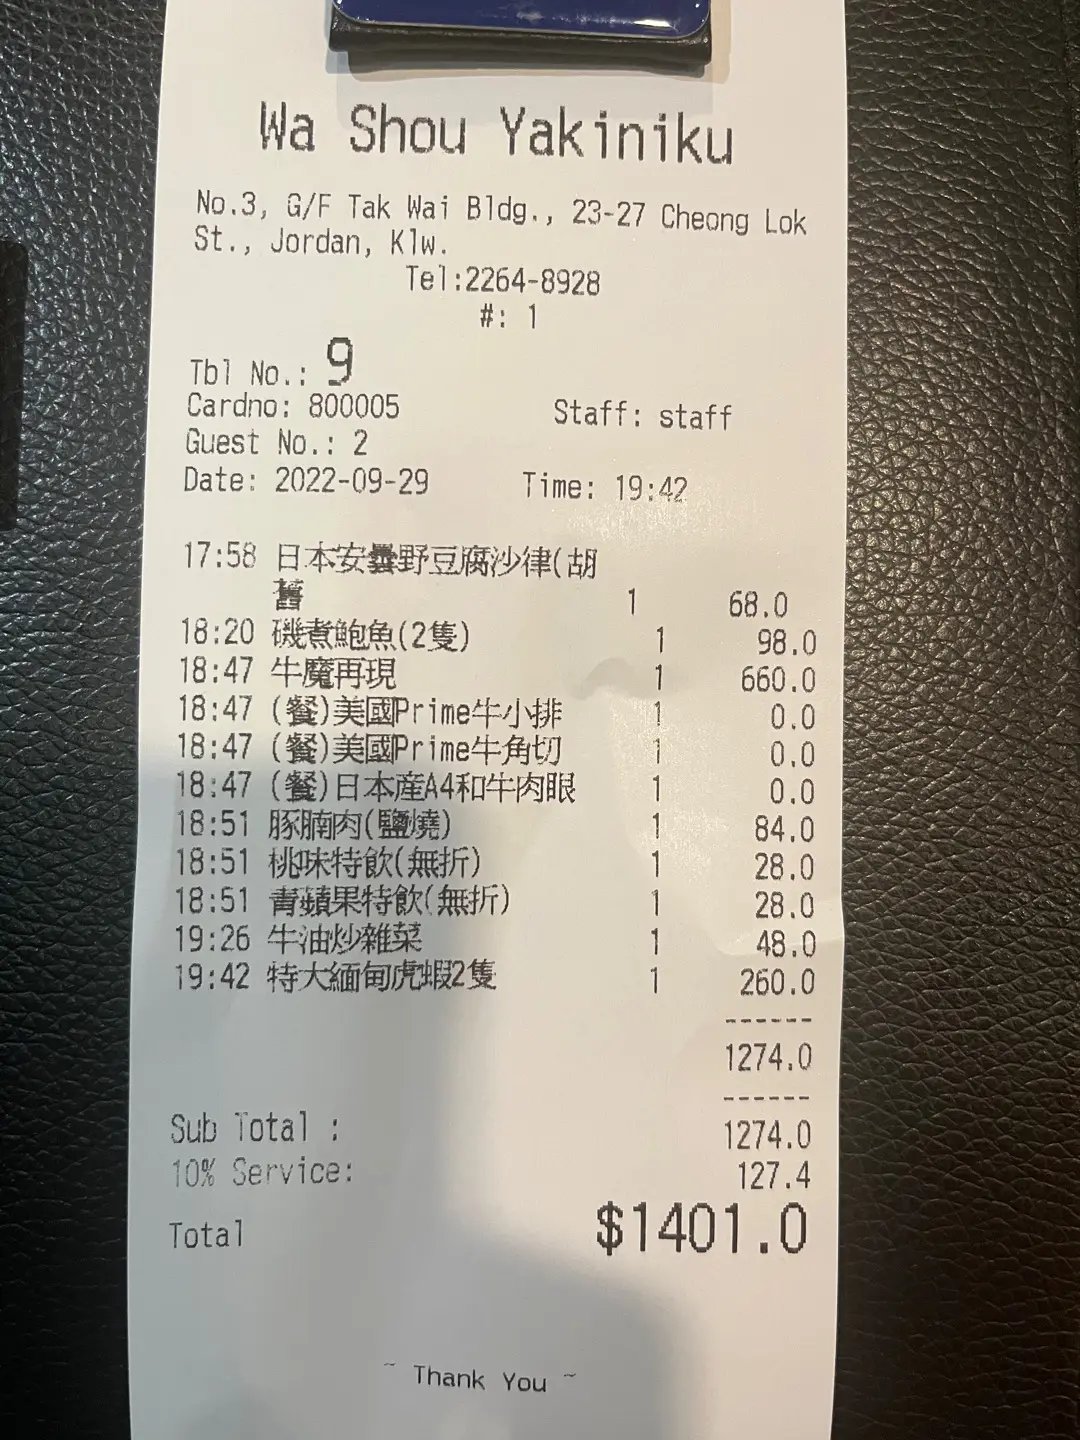 Wa Shou Yakiniku
No.3, G/F Tak Wai Bldg., 23-27 Cheong Lok
St., Jordan, Klw.
Tel:2264-8928
#: 1
Tbl No.: 9
Cardno: 800005 Staff: staff
Guest No.: 2
Date: 2022-09-29 Time: 19:42
17:58 日本安曇野豆腐沙律(胡
舊 1 68.0
18:20 磯煮鮑魚(2隻) 1 98.0
18:47 牛魔再現 1 660.0
18:47 (餐)美國Prime牛小排 1 0.0
18:47 (餐)美國Prime牛角切 1 0.0
18:47 (餐)日本産A4和牛肉眼 1 0.0
18:51 豚腩肉(鹽燒) 1 84.0
18:51 桃味特飲(無折) 1 28.0
18:51 青蘋果特飲(無折) 1 28.0
19:26 牛油炒雜菜 1 48.0
19:42 特大緬甸虎蝦2隻 1 260.0
------
1274.0
------
Sub Total : 1274.0
10% Service: 127.4
Total $1401.0
~ Thank You ~